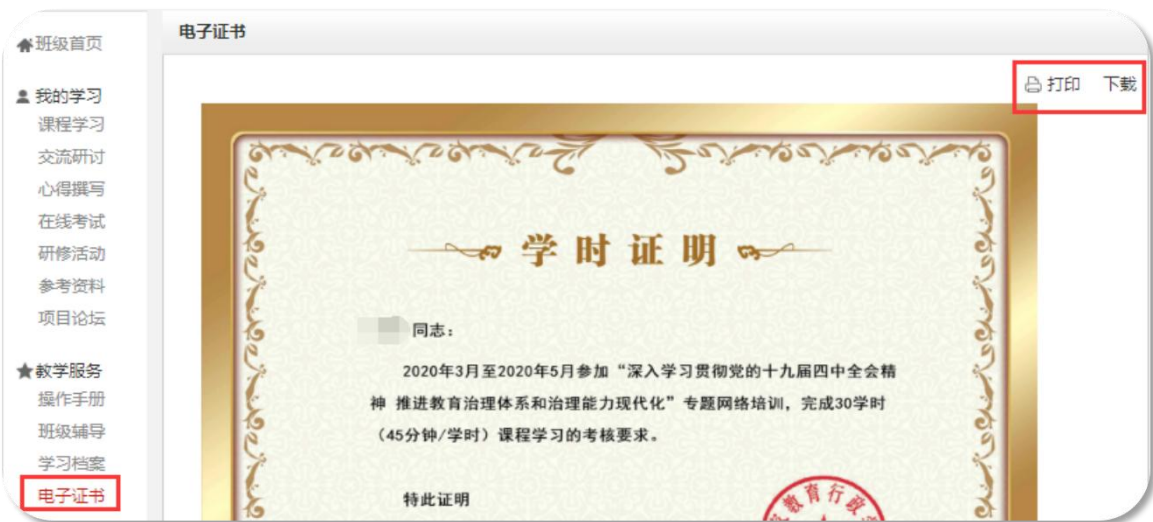 班级首页
我的学习
课程学习
交流研讨
心得撰写
在线考试
研修活动
参考资料
项目论坛
教学服务
操作手册
班级辅导
学习档案
电子证书
电子证书
打印 下载
学时证明
同志：
2020年3月至2020年5月参加“深入学习贯彻党的十九届四中全会精
神 推进教育治理体系和治理能力现代化”专题网络培训，完成30学时
（45分钟/学时）课程学习的考核要求。
特此证明
教育行政